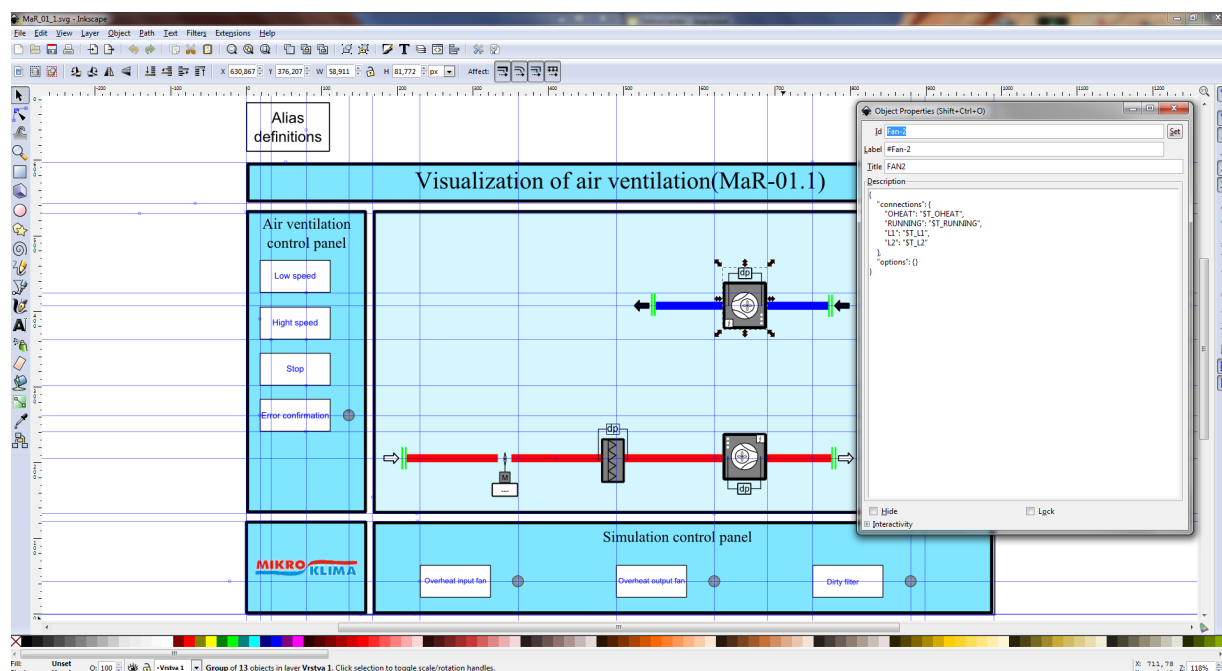 MaR_01_1.svg - Inkscape
File Edit View Layer Object Path Text Filters Extensions Help
X 630,867 Y 376,207 W 58,911 H 81,772 px Affect:
Alias
definitions
Visualization of air ventilation(MaR-01.1)
Air ventilation
control panel
Low speed
Hight speed
Stop
Error confirmation
dp
dp
M
---
dp
MIKRO
KLIMA
Simulation control panel
Overheat input fan
Overheat output fan
Dirty filter
Object Properties (Shift+Ctrl+O)
Id Fan-2 Set
Label #Fan-2
Title FAN2
Description
{
"connections": {
"OHEAT": "$T_OHEAT",
"RUNNING": "$T_RUNNING",
"L1": "$T_L1",
"L2": "$T_L2"
},
"options": {}
}
Hide Lock
Interactivity
Fill: Unset O: 100 -Vrstva 1 Group of 13 objects in layer Vrstva 1. Click selection to toggle scale/rotation handles.
X: 711,78 Z: 118%